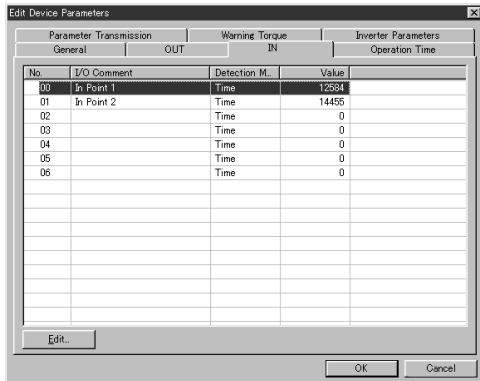 Edit Device Parameters
Parameter Transmission Warning Torque Inverter Parameters
General OUT IN Operation Time
No. I/O Comment Detection M... Value
00 In Point 1 Time 12584
01 In Point 2 Time 14455
02 Time 0
03 Time 0
04 Time 0
05 Time 0
06 Time 0
Edit...
OK Cancel